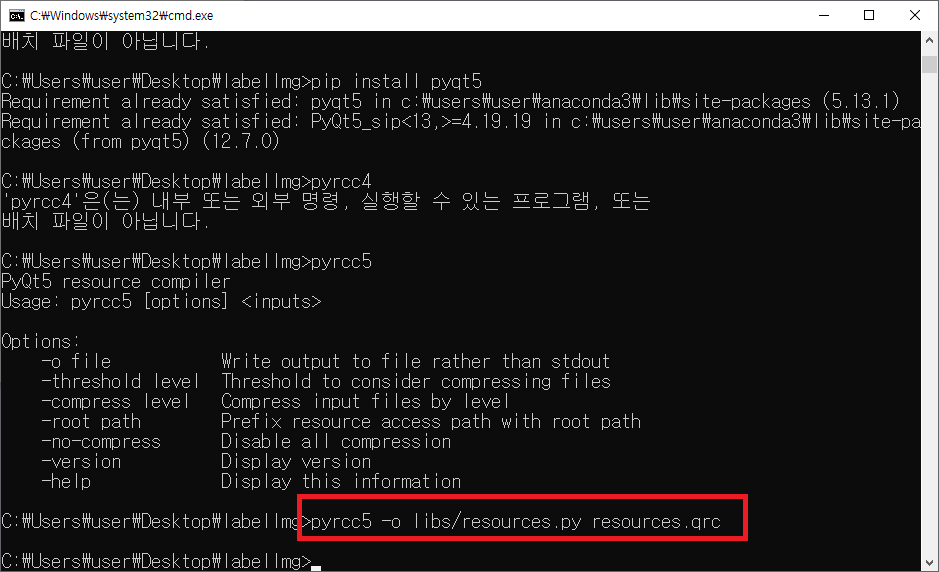 C:₩Windows₩system32₩cmd.exe
배치 파일이 아닙니다.
C:₩Users₩user₩Desktop₩labelImg>pip install pyqt5
Requirement already satisfied: pyqt5 in c:₩users₩user₩anaconda3₩lib₩site-packages (5.13.1)
Requirement already satisfied: PyQt5_sip<13,>=4.19.19 in c:₩users₩user₩anaconda3₩lib₩site-pa
ckages (from pyqt5) (12.7.0)
C:₩Users₩user₩Desktop₩labelImg>pyrcc4
'pyrcc4'은(는) 내부 또는 외부 명령, 실행할 수 있는 프로그램, 또는
배치 파일이 아닙니다.
C:₩Users₩user₩Desktop₩labelImg>pyrcc5
PyQt5 resource compiler
Usage: pyrcc5 [options] <inputs>
Options:
-o file Write output to file rather than stdout
-threshold level Threshold to consider compressing files
-compress level Compress input files by level
-root path Prefix resource access path with root path
-no-compress Disable all compression
-version Display version
-help Display this information
C:₩Users₩user₩Desktop₩labelImg>pyrcc5 -o libs/resources.py resources.qrc
C:₩Users₩user₩Desktop₩labelImg>